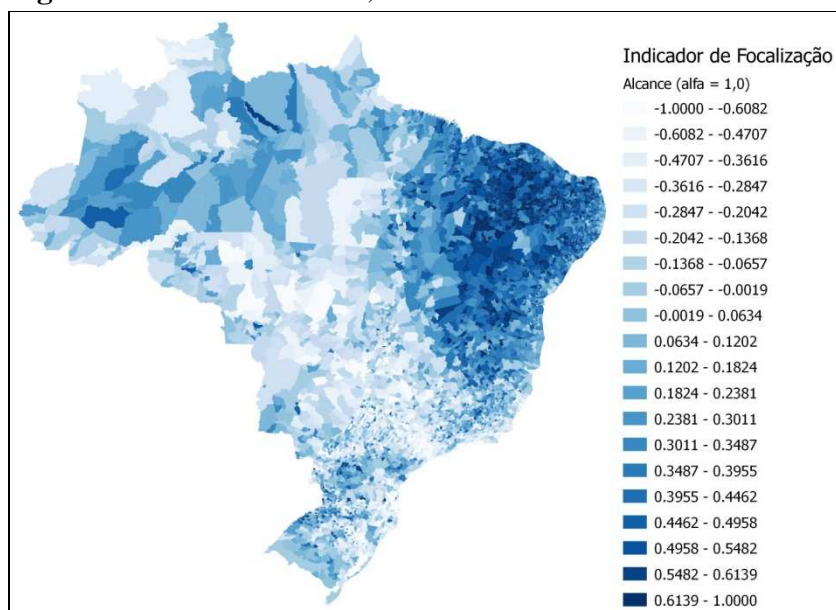 Indicador de Focalização
Alcance (alfa = 1,0)
-1.0000 - -0.6082
-0.6082 - -0.4707
-0.4707 - -0.3616
-0.3616 - -0.2847
-0.2847 - -0.2042
-0.2042 - -0.1368
-0.1368 - -0.0657
-0.0657 - -0.0019
-0.0019 - 0.0634
0.0634 - 0.1202
0.1202 - 0.1824
0.1824 - 0.2381
0.2381 - 0.3011
0.3011 - 0.3487
0.3487 - 0.3955
0.3955 - 0.4462
0.4462 - 0.4958
0.4958 - 0.5482
0.5482 - 0.6139
0.6139 - 1.0000